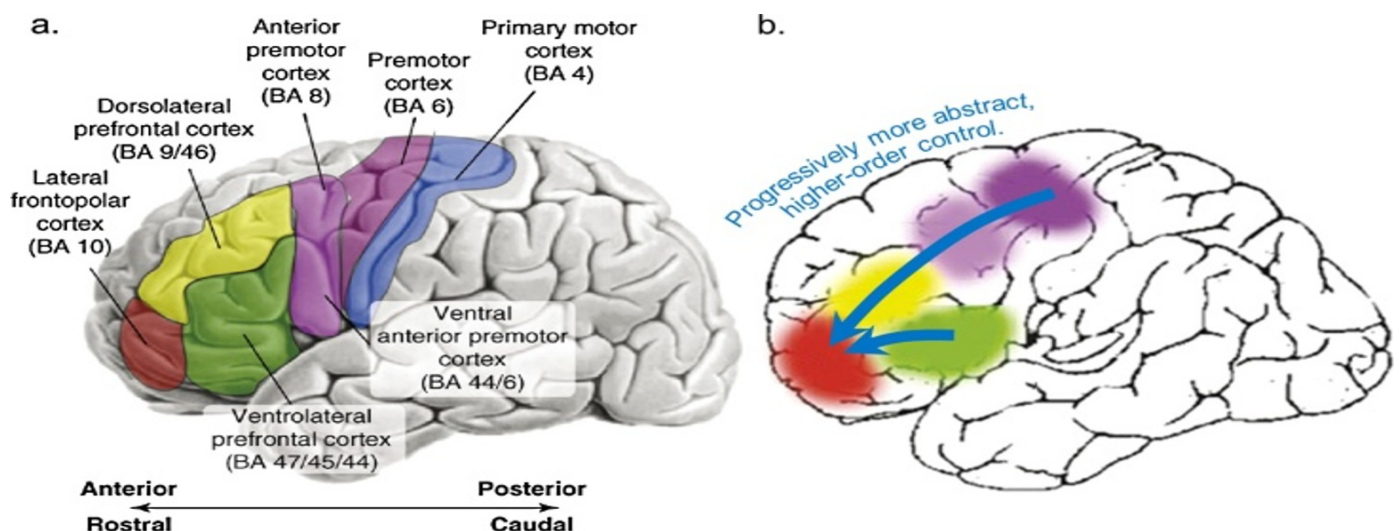 a.
Anterior
premotor
cortex
(BA 8)
Primary motor
cortex
(BA 4)
Premotor
cortex
(BA 6)
Dorsolateral
prefrontal cortex
(BA 9/46)
Lateral
frontopolar
cortex
(BA 10)
Ventral
anterior premotor
cortex
(BA 44/6)
Ventrolateral
prefrontal cortex
(BA 47/45/44)
Anterior
Posterior
Rostral
Caudal
b.
Progressively more abstract,
higher-order control.